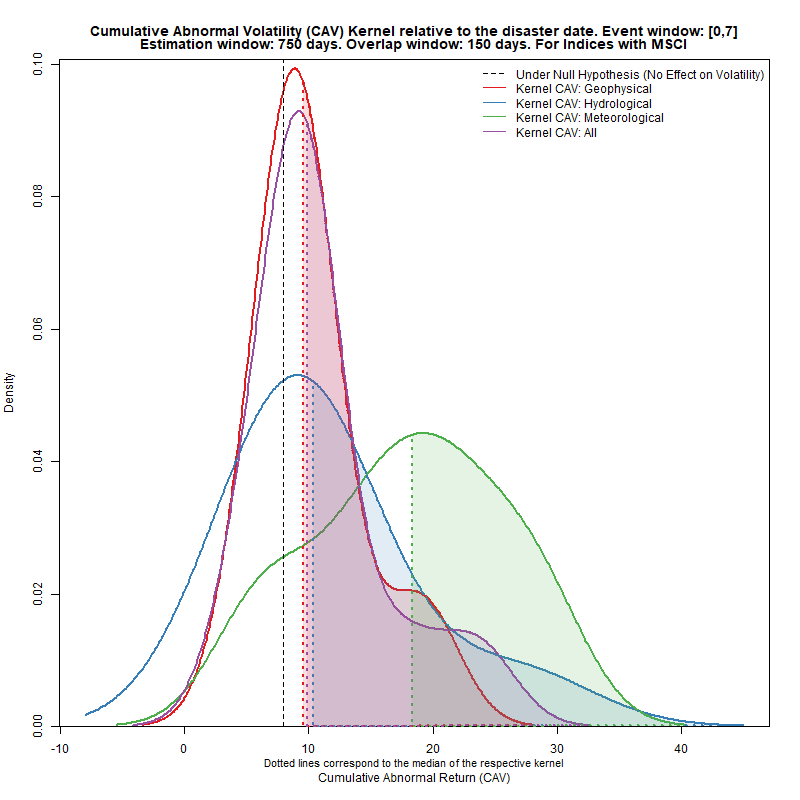 Cumulative Abnormal Volatility (CAV) Kernel relative to the disaster date. Event window: [0,7]
Estimation window: 750 days. Overlap window: 150 days. For Indices with MSCI
Under Null Hypothesis (No Effect on Volatility)
Kernel CAV: Geophysical
Kernel CAV: Hydrological
Kernel CAV: Meteorological
Kernel CAV: All
Density
0.10
0.08
0.06
0.04
0.02
0.00
-10 0 10 20 30 40
Dotted lines correspond to the median of the respective kernel
Cumulative Abnormal Return (CAV)